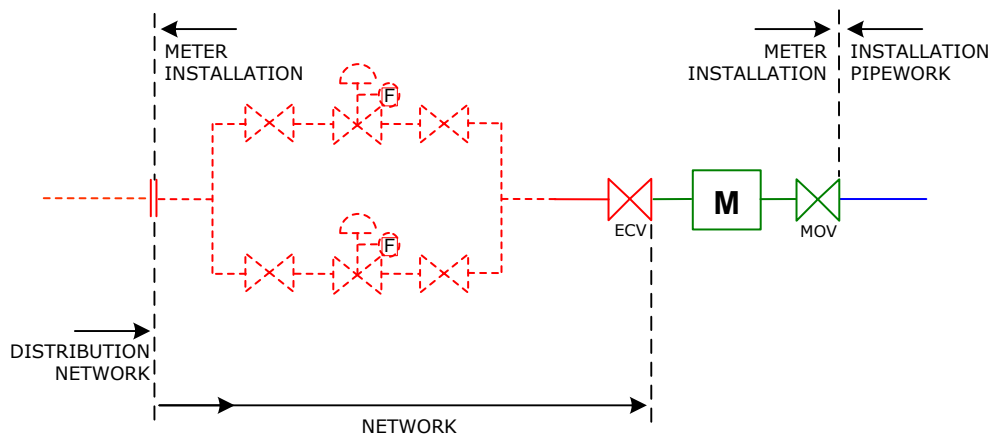 METER
INSTALLATION
METER
INSTALLATION
INSTALLATION
PIPEWORK
F
M
ECV
MOV
F
DISTRIBUTION
NETWORK
NETWORK